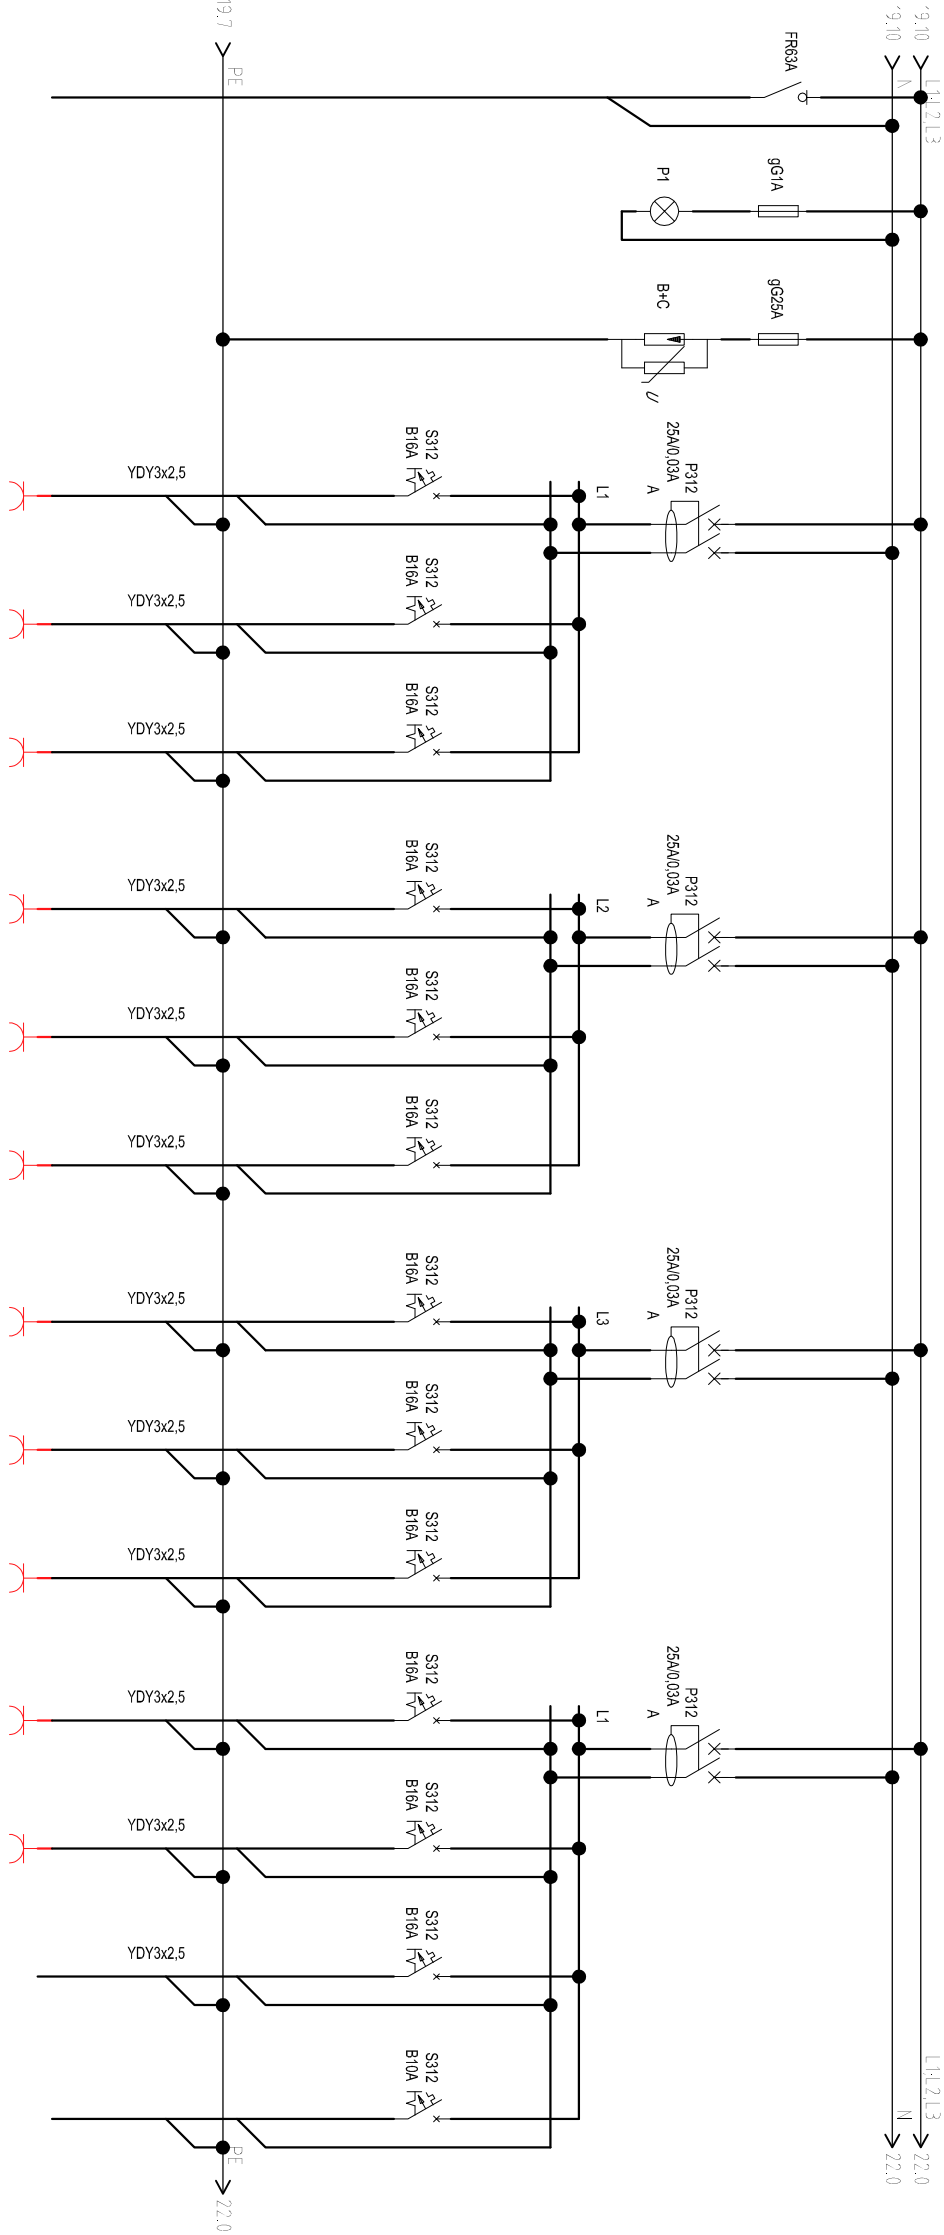 19.10
19.10
L1,L2,L3
N
19.7
PE
FR63A
gG1A
P1
gG25A
B+C
U
P312
25A/0,03A
A
L1
S312
B16A
YDY3x2,5
S312
B16A
YDY3x2,5
S312
B16A
YDY3x2,5
P312
25A/0,03A
A
L2
S312
B16A
YDY3x2,5
S312
B16A
YDY3x2,5
S312
B16A
YDY3x2,5
P312
25A/0,03A
A
L3
S312
B16A
YDY3x2,5
S312
B16A
YDY3x2,5
S312
B16A
YDY3x2,5
P312
25A/0,03A
A
L1
S312
B16A
YDY3x2,5
S312
B16A
YDY3x2,5
S312
B16A
YDY3x2,5
S312
B10A
L1,L2,L3
N
22.0
22.0
PE
22.0